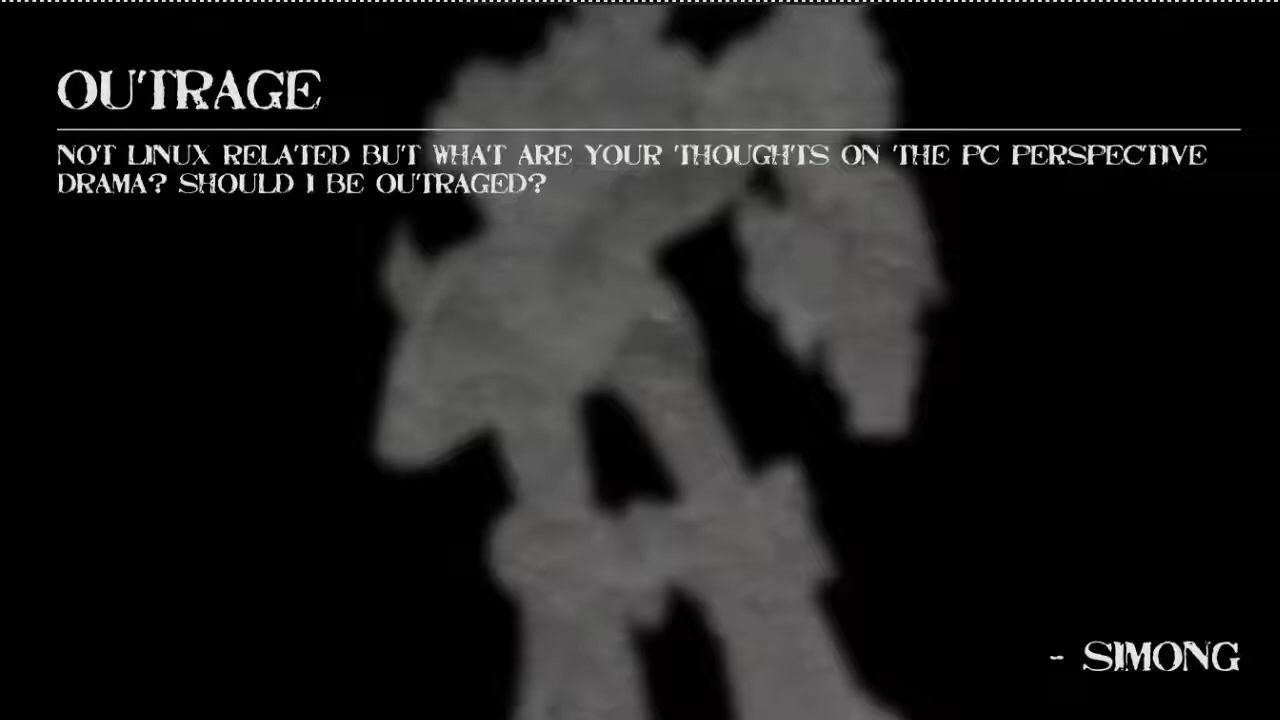 OUTRAGE
NOT LINUX RELATED BUT WHAT ARE YOUR THOUGHTS ON THE PC PERSPECTIVE
DRAMA? SHOULD I BE OUTRAGED?
- SIMONG